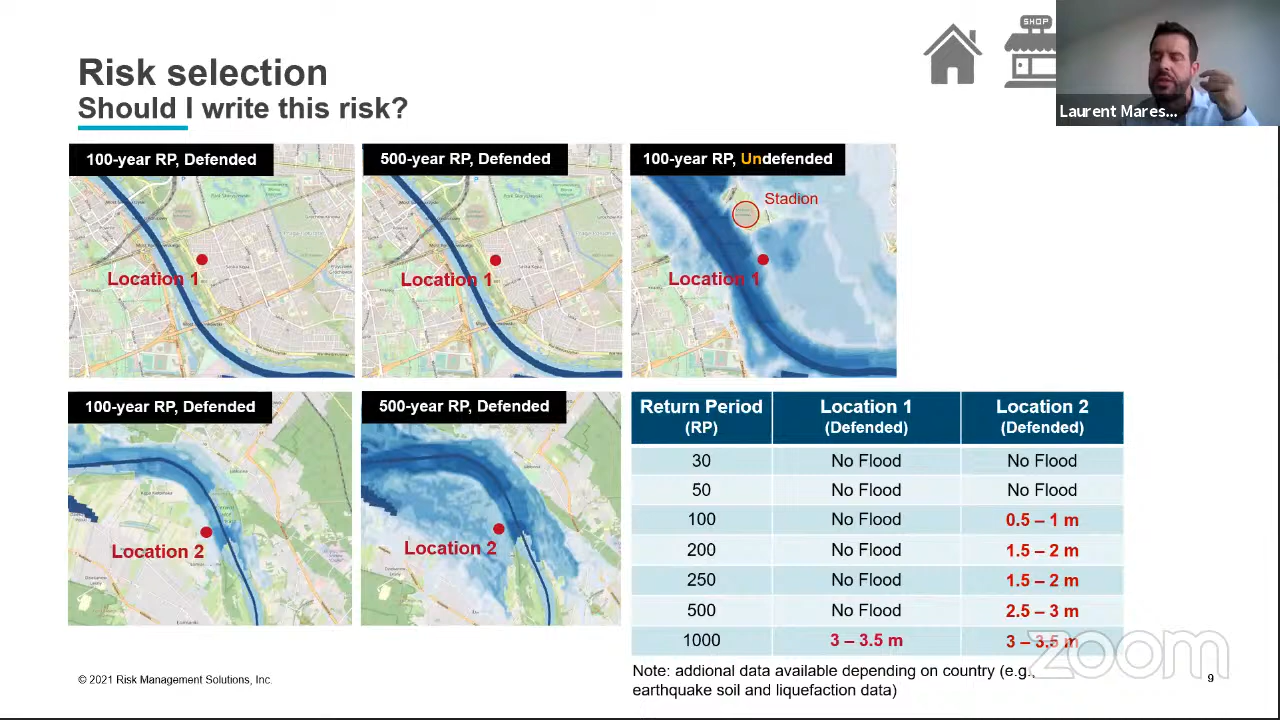 SHOP
Risk selection
Should I write this risk?
Laurent Mares...
100-year RP, Defended
500-year RP, Defended
100-year RP, Undefended
Stadion
Location 1
Location 1
Location 1
100-year RP, Defended
500-year RP, Defended
Location 2
Location 2
Return Period (RP) Location 1 (Defended) Location 2 (Defended)
30 No Flood No Flood
50 No Flood No Flood
100 No Flood 0.5 – 1 m
200 No Flood 1.5 – 2 m
250 No Flood 1.5 – 2 m
500 No Flood 2.5 – 3 m
1000 3 – 3.5 m 3 – 3.5 m
zoom
Note: addional data available depending on country (e.g.,
earthquake soil and liquefaction data)
© 2021 Risk Management Solutions, Inc.
9